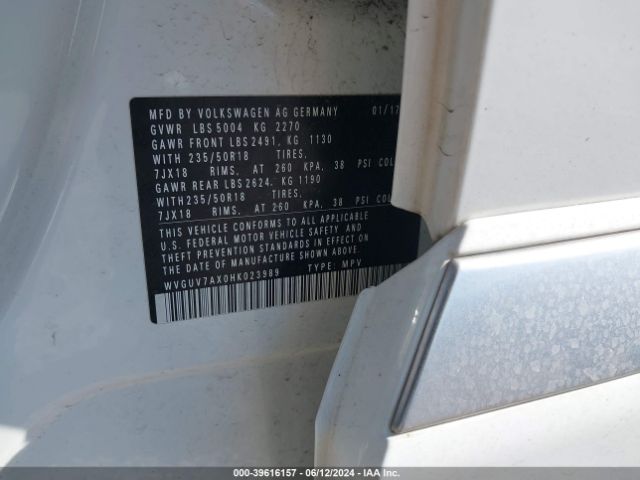 MFD BY VOLKSWAGEN AG GERMANY 01/17
GVWR LBS 5004 KG 2270
GAWR FRONT LBS 2491, KG 1130
WITH 235/50R18 TIRES,
7JX18 RIMS, AT 260 KPA, 38 PSI COL
GAWR REAR LBS 2624, KG 1190
WITH 235/50R18 TIRES,
7JX18 RIMS, AT 260 KPA, 38 PSI COL
THIS VEHICLE CONFORMS TO ALL APPLICABLE
U.S. FEDERAL MOTOR VEHICLE SAFETY AND
THEFT PREVENTION STANDARDS IN EFFECT ON
THE DATE OF MANUFACTURE SHOWN ABOVE.
WVGUV7AX0HK023989 TYPE: MPV
000-39616157 - 06/12/2024 - IAA Inc.